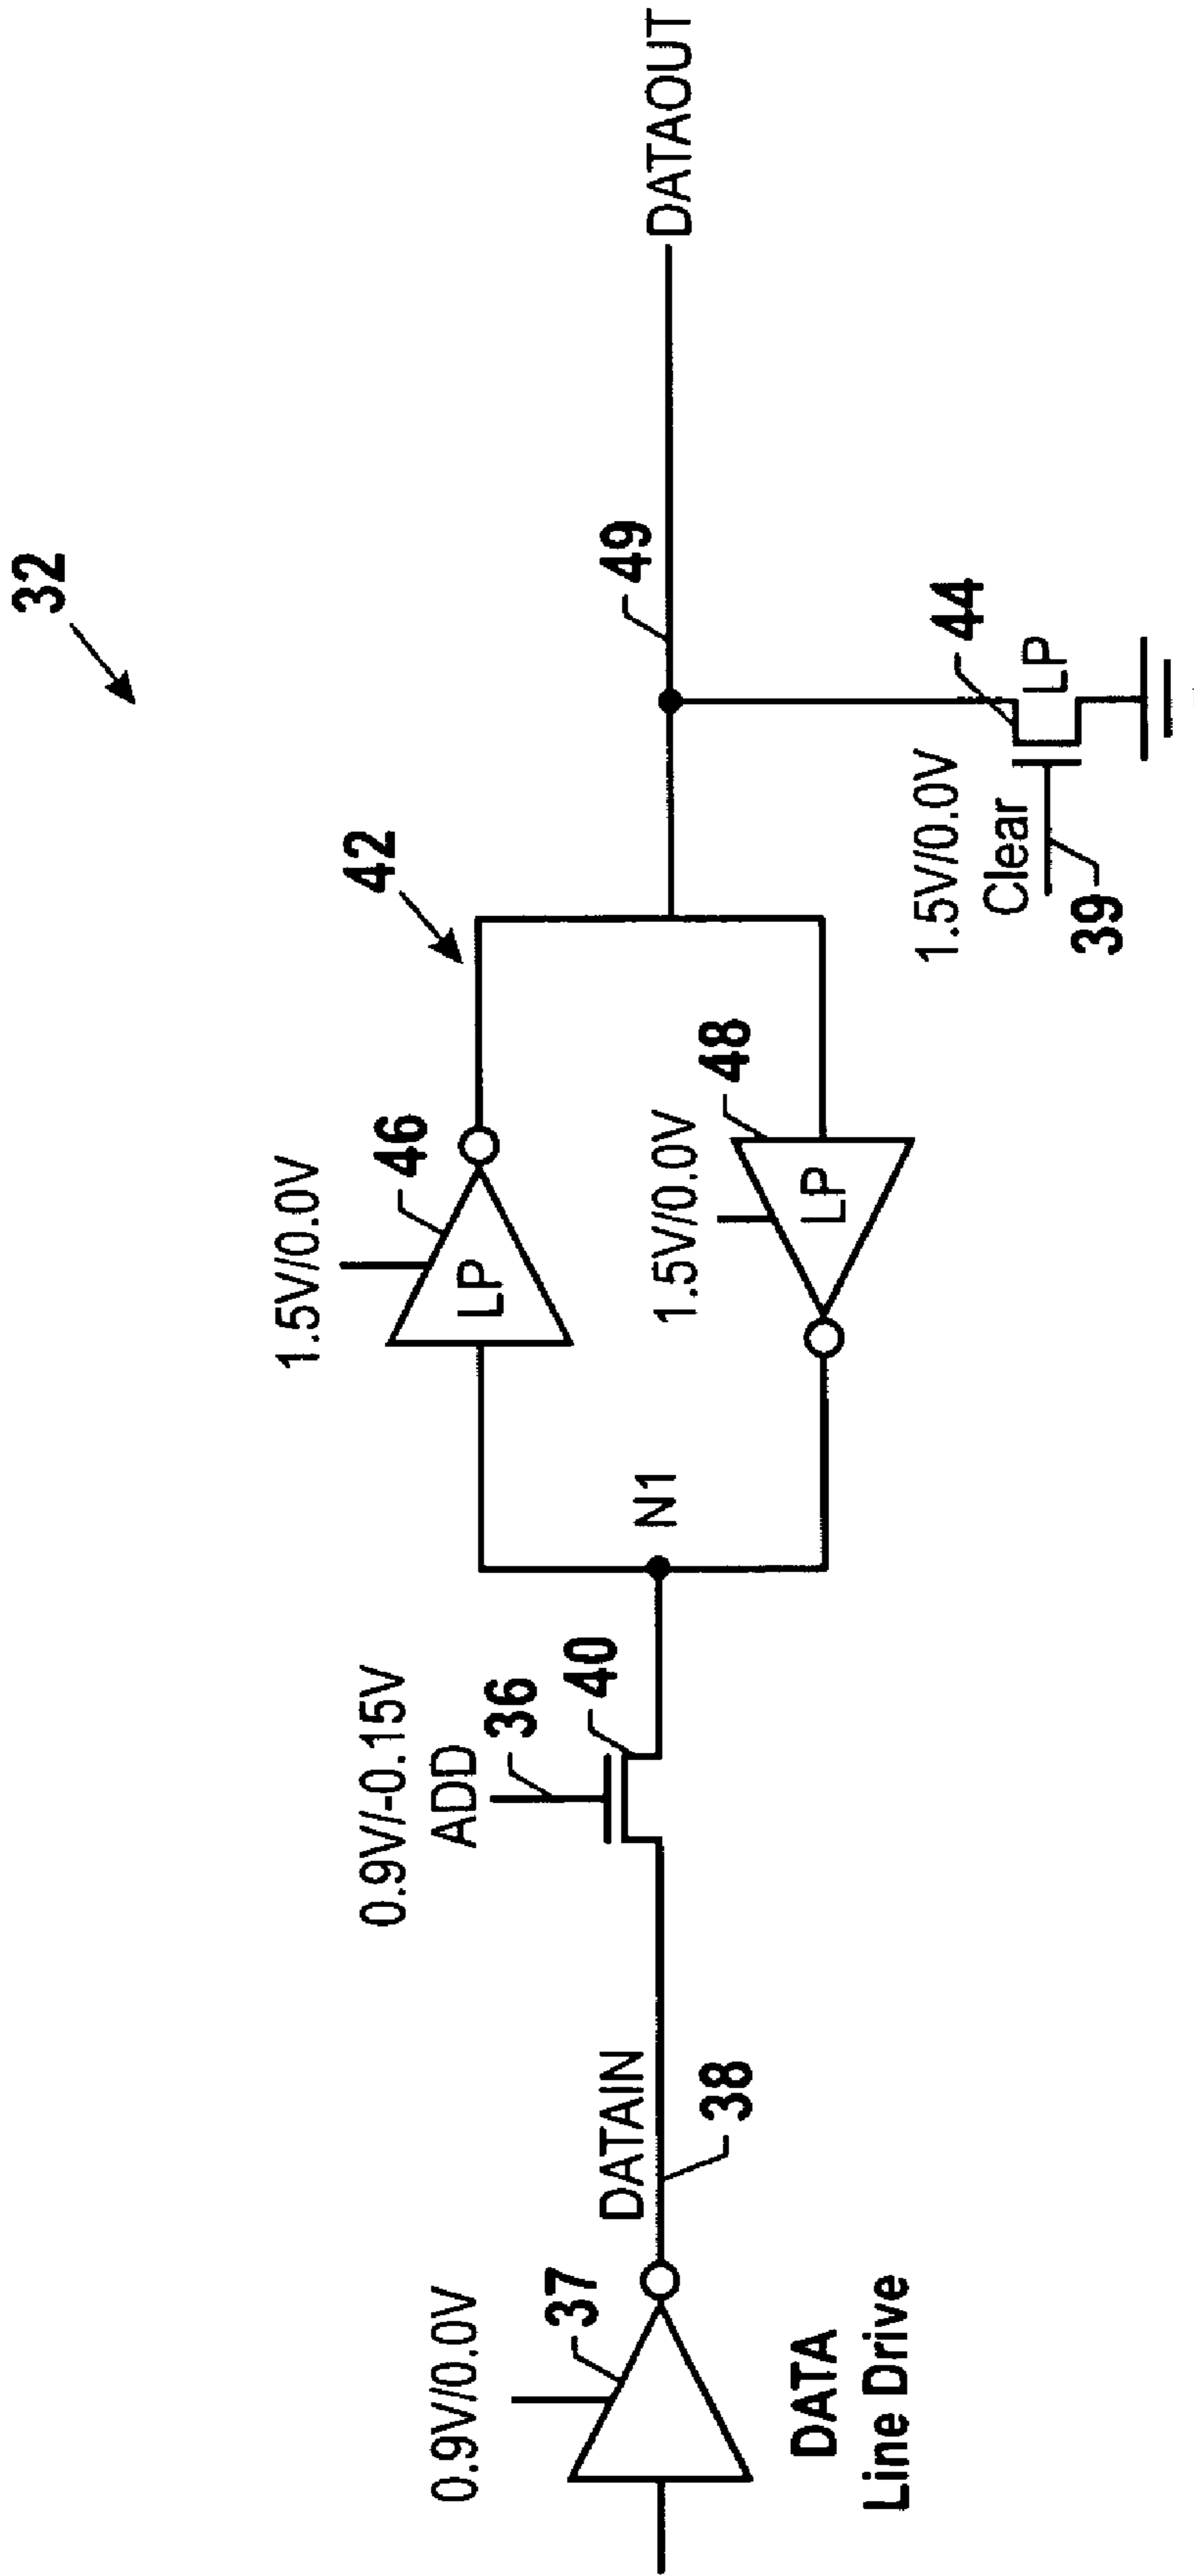 32
0.9V/0.0V
37
DATA
Line Drive
DATAIN
38
0.9V/-0.15V
ADD
36
40
N1
1.5V/0.0V
46
LP
42
1.5V/0.0V
48
LP
49
DATAOUT
1.5V/0.0V
Clear
39
44
LP